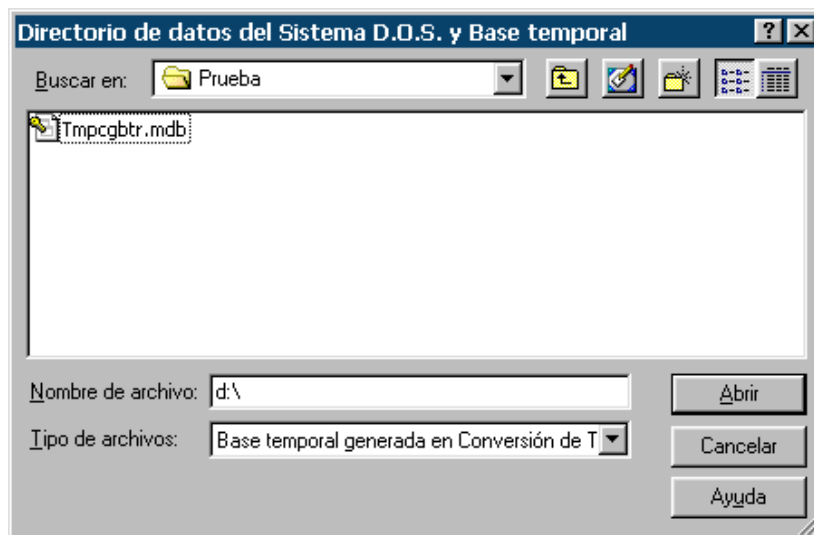 Directorio de datos del Sistema D.O.S. y Base temporal
Buscar en: Prueba
Tmpcgbtr.mdb
Nombre de archivo: d:\ Abrir
Tipo de archivos: Base temporal generada en Conversión de T Cancelar
Ayuda